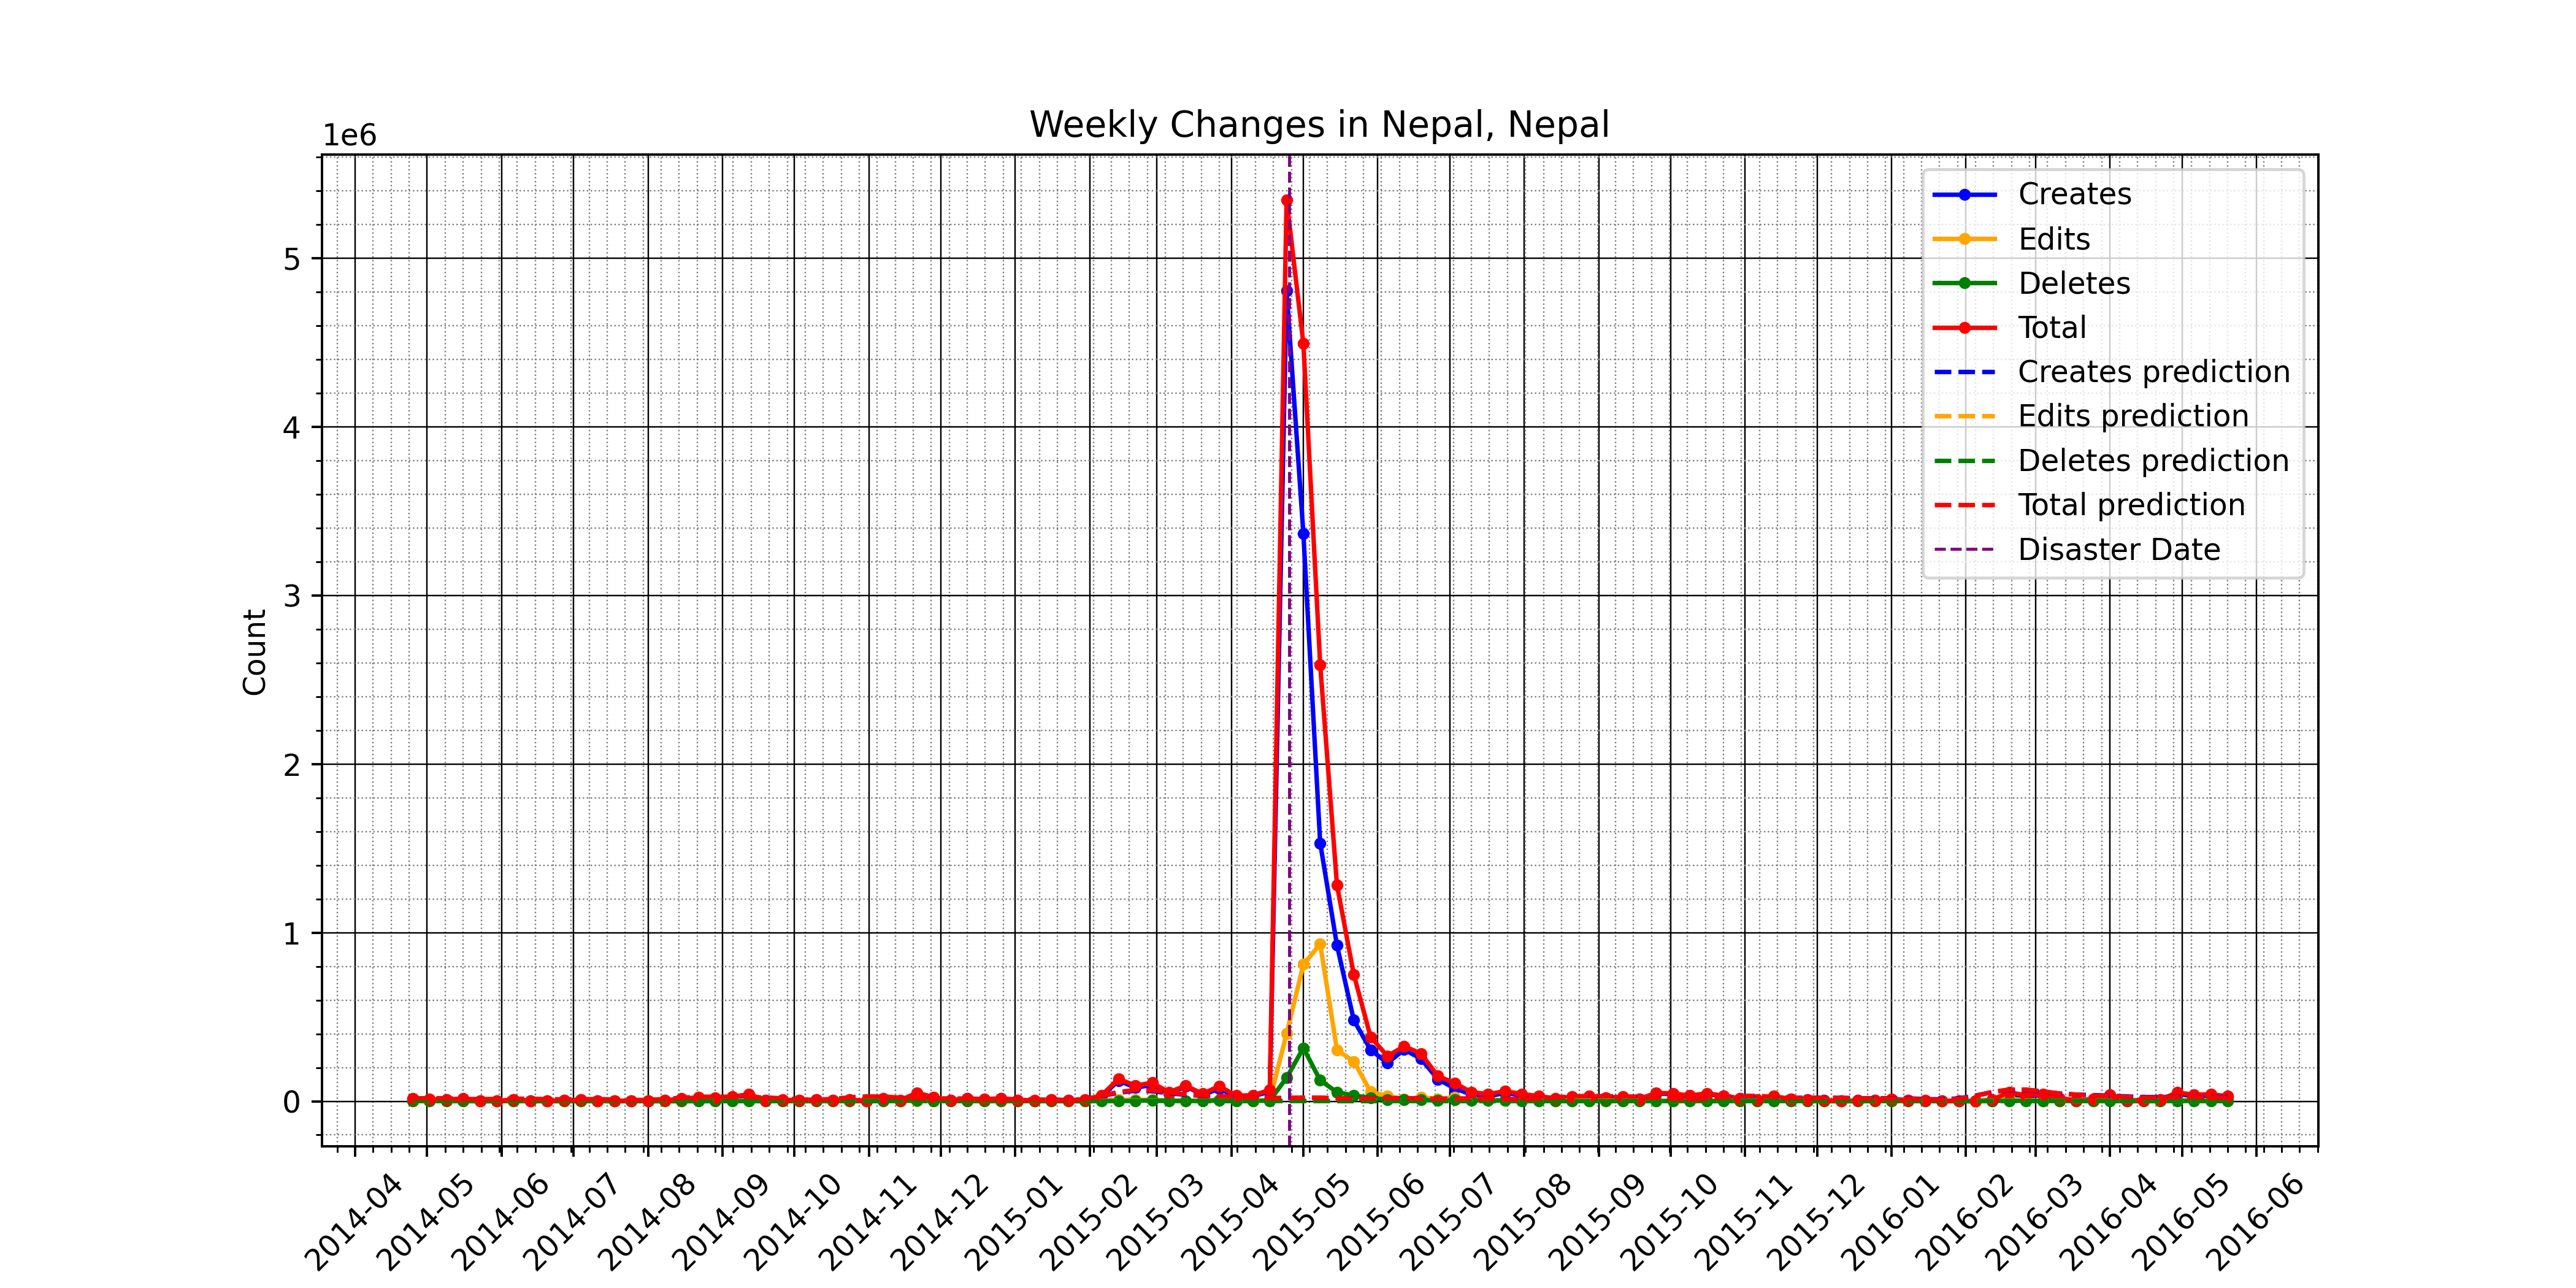 Weekly Changes in Nepal, Nepal
1e6
5
4
3
2
1
0
Count
Creates
Edits
Deletes
Total
Creates prediction
Edits prediction
Deletes prediction
Total prediction
Disaster Date
2014-04
2014-05
2014-06
2014-07
2014-08
2014-09
2014-10
2014-11
2014-12
2015-01
2015-02
2015-03
2015-04
2015-05
2015-06
2015-07
2015-08
2015-09
2015-10
2015-11
2015-12
2016-01
2016-02
2016-03
2016-04
2016-05
2016-06